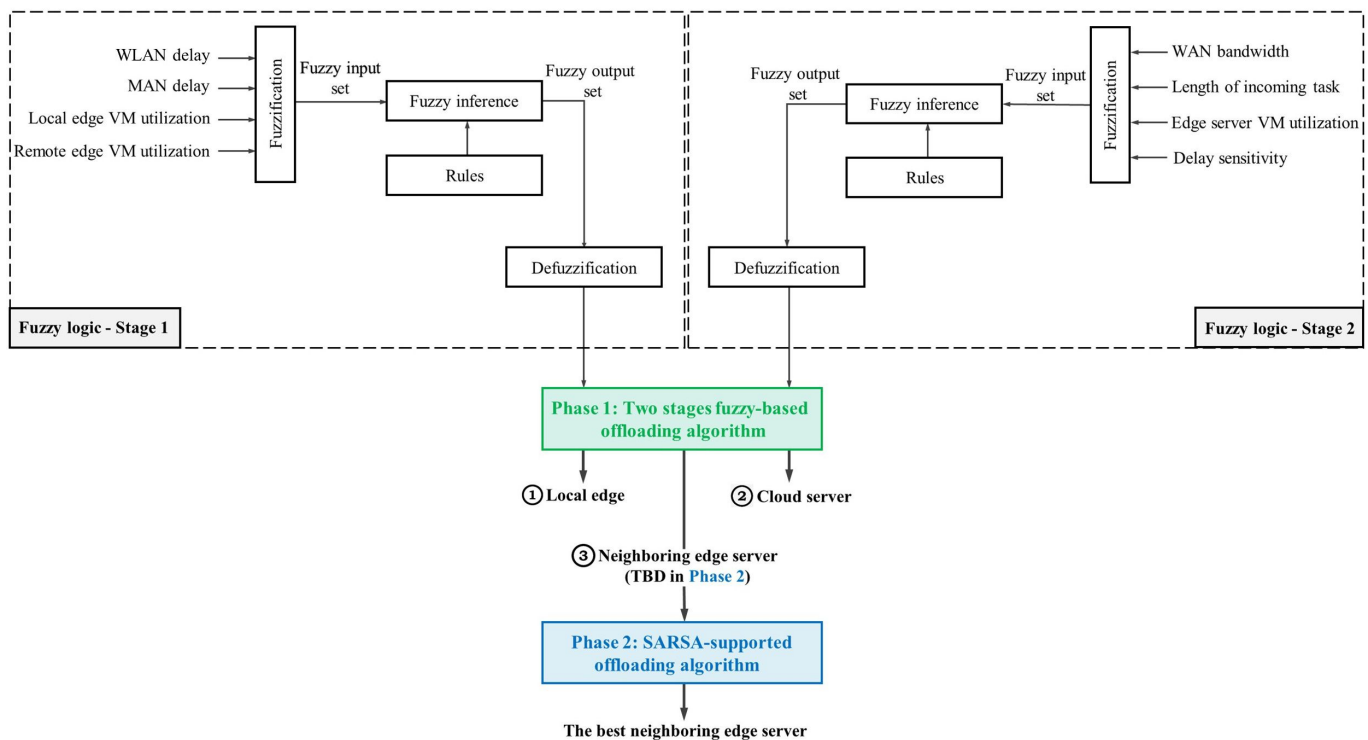 WLAN delay
MAN delay
Local edge VM utilization
Remote edge VM utilization
Fuzzification
Fuzzy input
set
Fuzzy inference
Rules
Fuzzy output
set
Defuzzification
Fuzzy logic - Stage 1
WAN bandwidth
Length of incoming task
Edge server VM utilization
Delay sensitivity
Fuzzification
Fuzzy input
set
Fuzzy inference
Rules
Fuzzy output
set
Defuzzification
Fuzzy logic - Stage 2
Phase 1: Two stages fuzzy-based
offloading algorithm
① Local edge
② Cloud server
③ Neighboring edge server
(TBD in Phase 2)
Phase 2: SARSA-supported
offloading algorithm
The best neighboring edge server